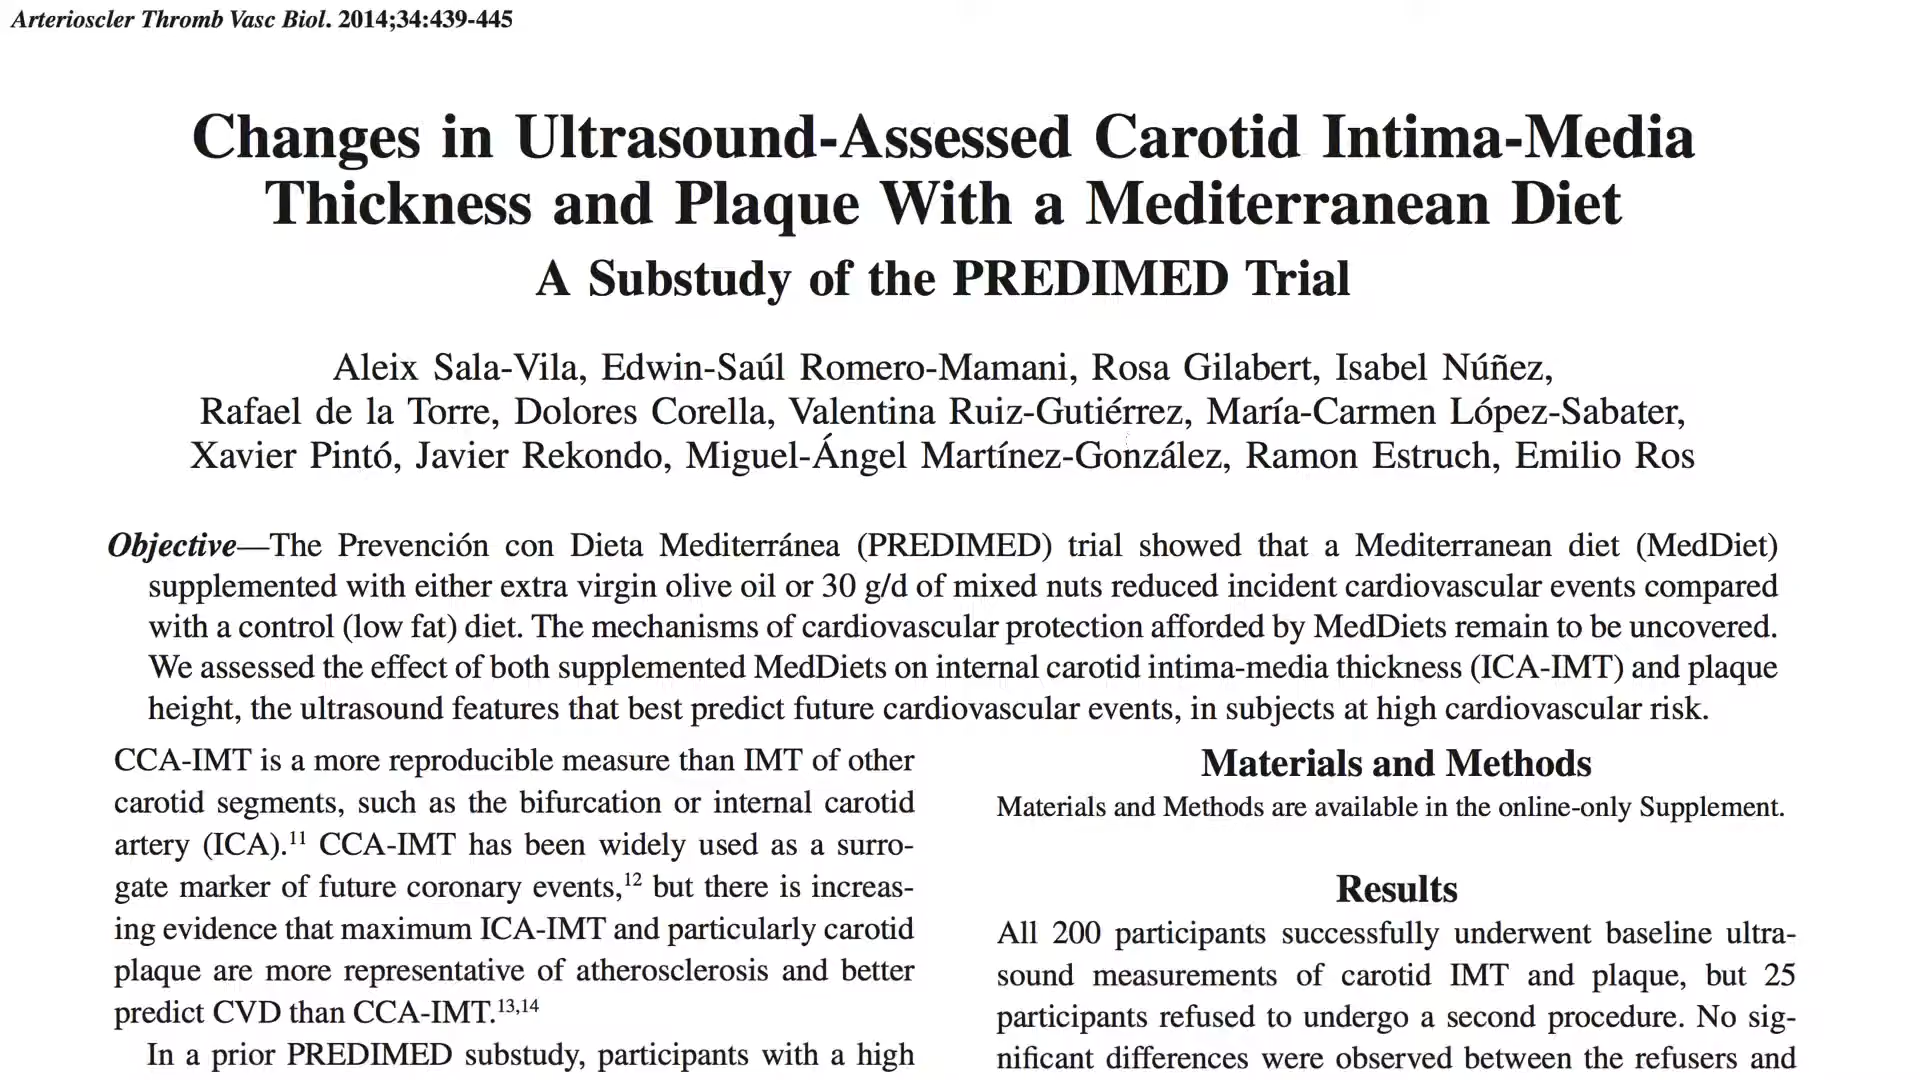 Arterioscler Thromb Vasc Biol. 2014;34:439-445
Changes in Ultrasound-Assessed Carotid Intima-Media
Thickness and Plaque With a Mediterranean Diet
A Substudy of the PREDIMED Trial
Aleix Sala-Vila, Edwin-Saúl Romero-Mamani, Rosa Gilabert, Isabel Núñez,
Rafael de la Torre, Dolores Corella, Valentina Ruiz-Gutiérrez, María-Carmen López-Sabater,
Xavier Pintó, Javier Rekondo, Miguel-Ángel Martínez-González, Ramon Estruch, Emilio Ros
Objective—The Prevención con Dieta Mediterránea (PREDIMED) trial showed that a Mediterranean diet (MedDiet)
supplemented with either extra virgin olive oil or 30 g/d of mixed nuts reduced incident cardiovascular events compared
with a control (low fat) diet. The mechanisms of cardiovascular protection afforded by MedDiets remain to be uncovered.
We assessed the effect of both supplemented MedDiets on internal carotid intima-media thickness (ICA-IMT) and plaque
height, the ultrasound features that best predict future cardiovascular events, in subjects at high cardiovascular risk.
CCA-IMT is a more reproducible measure than IMT of other
carotid segments, such as the bifurcation or internal carotid
artery (ICA).11 CCA-IMT has been widely used as a surro-
gate marker of future coronary events,12 but there is increas-
ing evidence that maximum ICA-IMT and particularly carotid
plaque are more representative of atherosclerosis and better
predict CVD than CCA-IMT.13,14
In a prior PREDIMED substudy, participants with a high
Materials and Methods
Materials and Methods are available in the online-only Supplement.
Results
All 200 participants successfully underwent baseline ultra-
sound measurements of carotid IMT and plaque, but 25
participants refused to undergo a second procedure. No sig-
nificant differences were observed between the refusers and